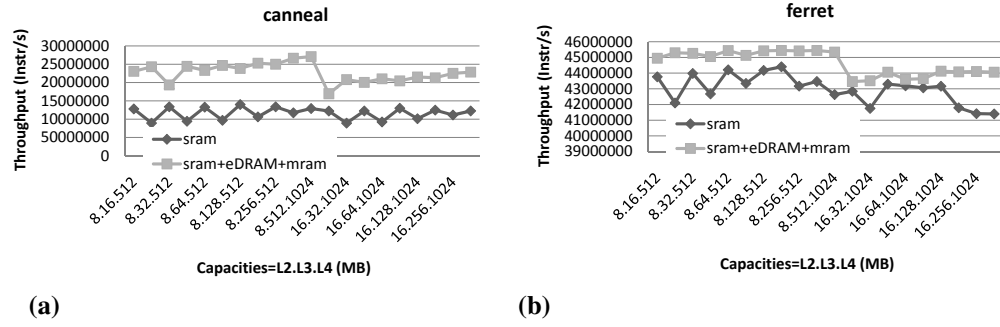 canneal
Throughput (Instr/s)
30000000
25000000
20000000
15000000
10000000
50000000
0
sram
sram+eDRAM+mram
8.16.512
8.32.512
8.64.512
8.128.512
8.256.512
8.512.1024
16.32.1024
16.64.1024
16.128.1024
16.256.1024
Capacities=L2.L3.L4 (MB)
(a)
ferret
Throughput (Instr/s)
46000000
45000000
44000000
43000000
42000000
41000000
40000000
39000000
sram
sram+eDRAM+mram
8.16.512
8.32.512
8.64.512
8.128.512
8.256.512
8.512.1024
16.32.1024
16.64.1024
16.128.1024
16.256.1024
Capacities=L2.L3.L4 (MB)
(b)